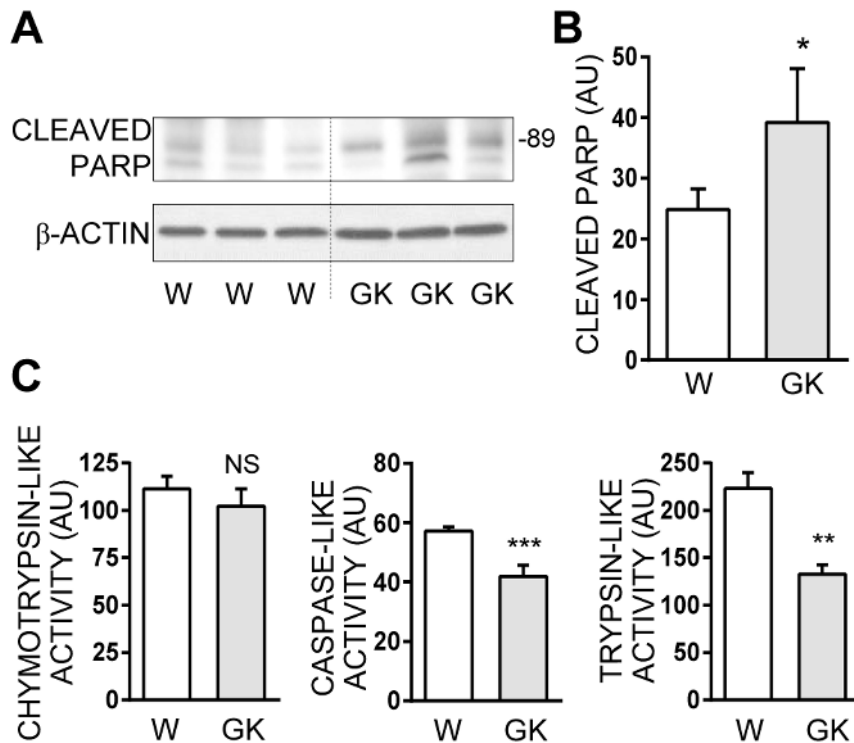 A
CLEAVED
PARP
-89
β-ACTIN
W W W GK GK GK
B
CLEAVED PARP (AU)
50
40
30
20
10
0
*
W GK
C
CHYMOTRYPSIN-LIKE
ACTIVITY (AU)
125
100
75
50
25
0
NS
W GK
CASPASE-LIKE
ACTIVITY (AU)
80
60
40
20
0
***
W GK
TRYPSIN-LIKE
ACTIVITY (AU)
250
200
150
100
50
0
**
W GK